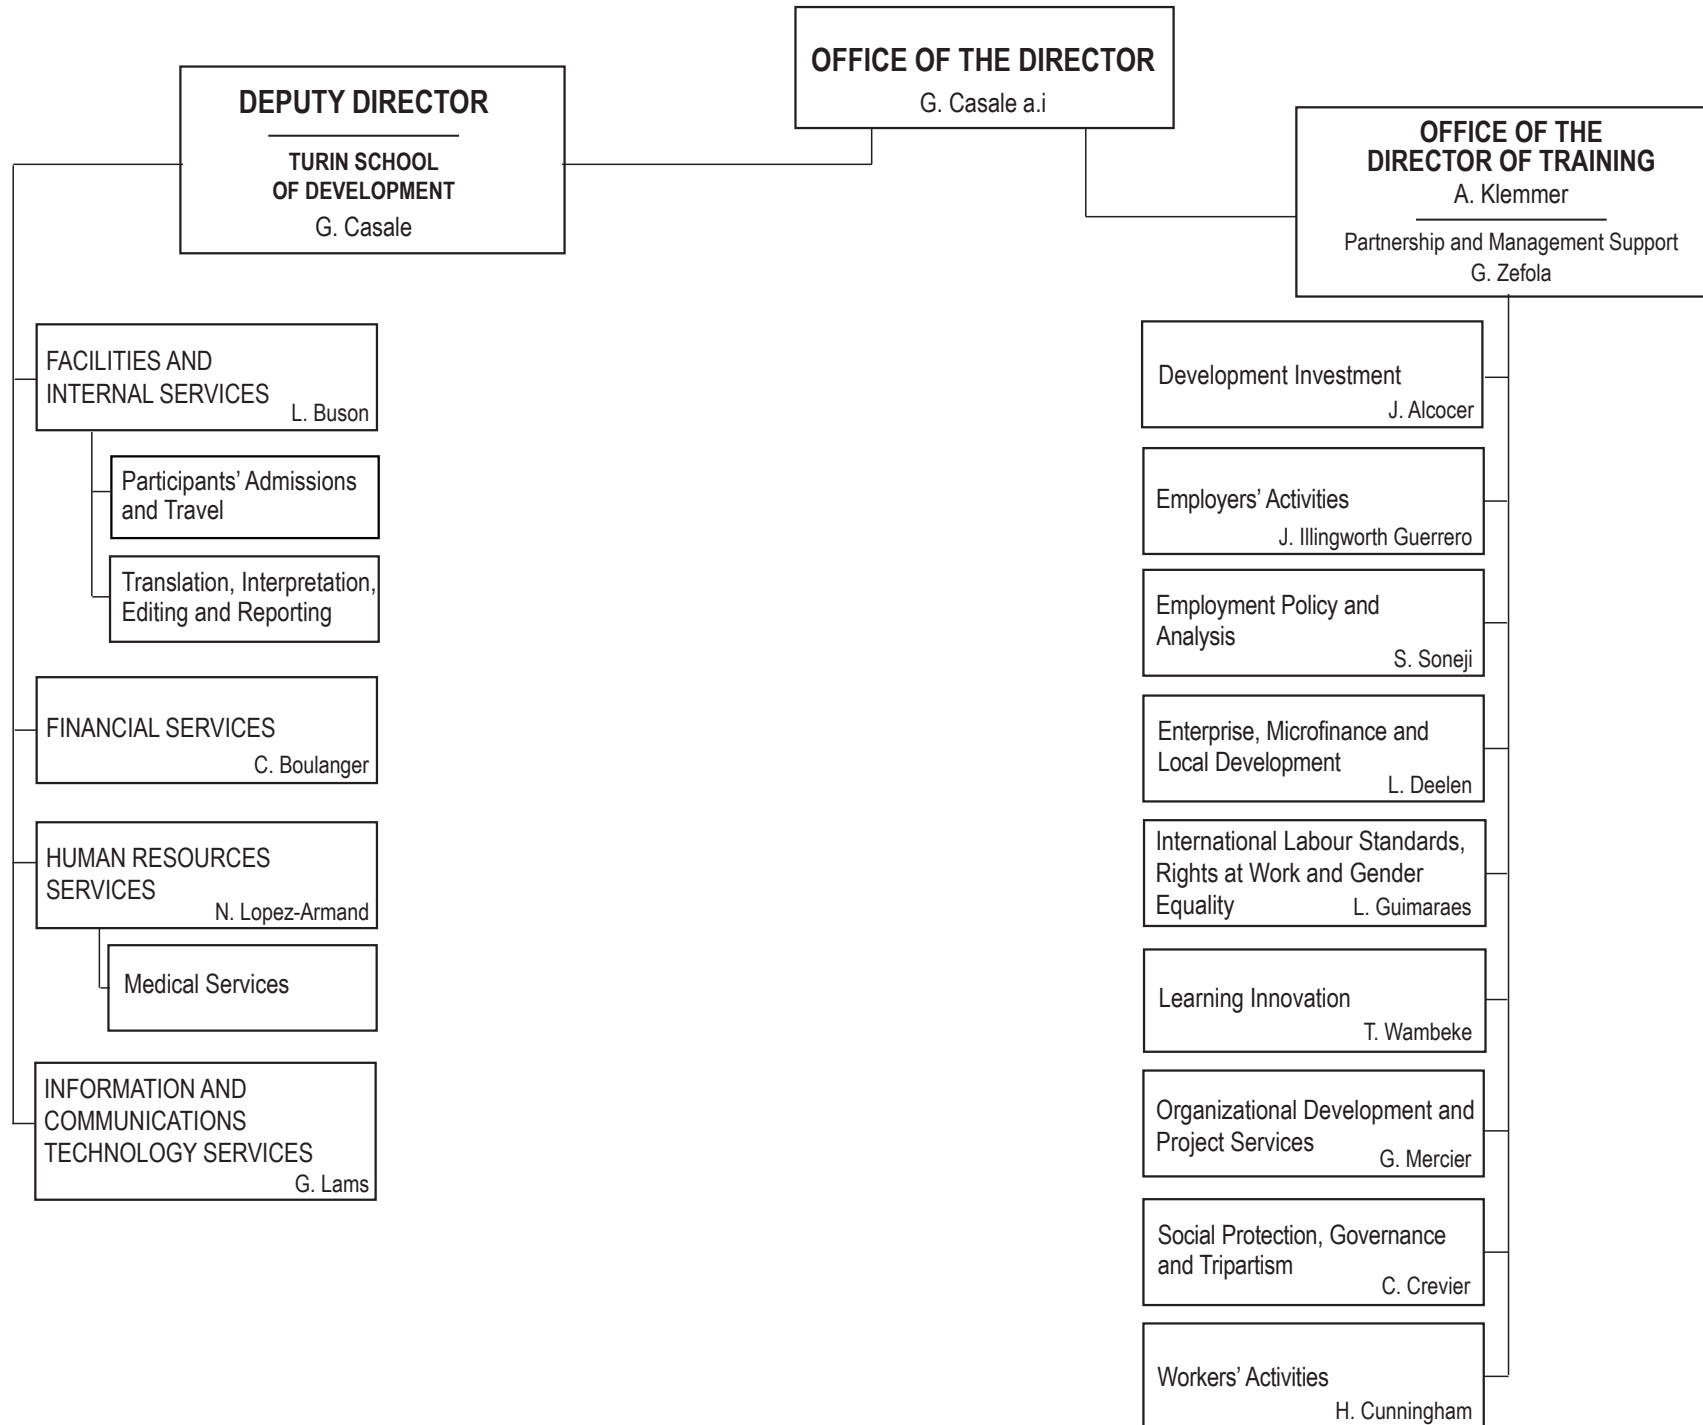 OFFICE OF THE DIRECTOR
G. Casale a.i
DEPUTY DIRECTOR
TURIN SCHOOL
OF DEVELOPMENT
G. Casale
OFFICE OF THE
DIRECTOR OF TRAINING
A. Klemmer
Partnership and Management Support
G. Zefola
FACILITIES AND
INTERNAL SERVICES
L. Buson
Participants’ Admissions
and Travel
Translation, Interpretation,
Editing and Reporting
FINANCIAL SERVICES
C. Boulanger
HUMAN RESOURCES
SERVICES
N. Lopez-Armand
Medical Services
INFORMATION AND
COMMUNICATIONS
TECHNOLOGY SERVICES
G. Lams
Development Investment
J. Alcocer
Employers’ Activities
J. Illingworth Guerrero
Employment Policy and
Analysis
S. Soneji
Enterprise, Microfinance and
Local Development
L. Deelen
International Labour Standards,
Rights at Work and Gender
Equality L. Guimaraes
Learning Innovation
T. Wambeke
Organizational Development and
Project Services
G. Mercier
Social Protection, Governance
and Tripartism
C. Crevier
Workers’ Activities
H. Cunningham